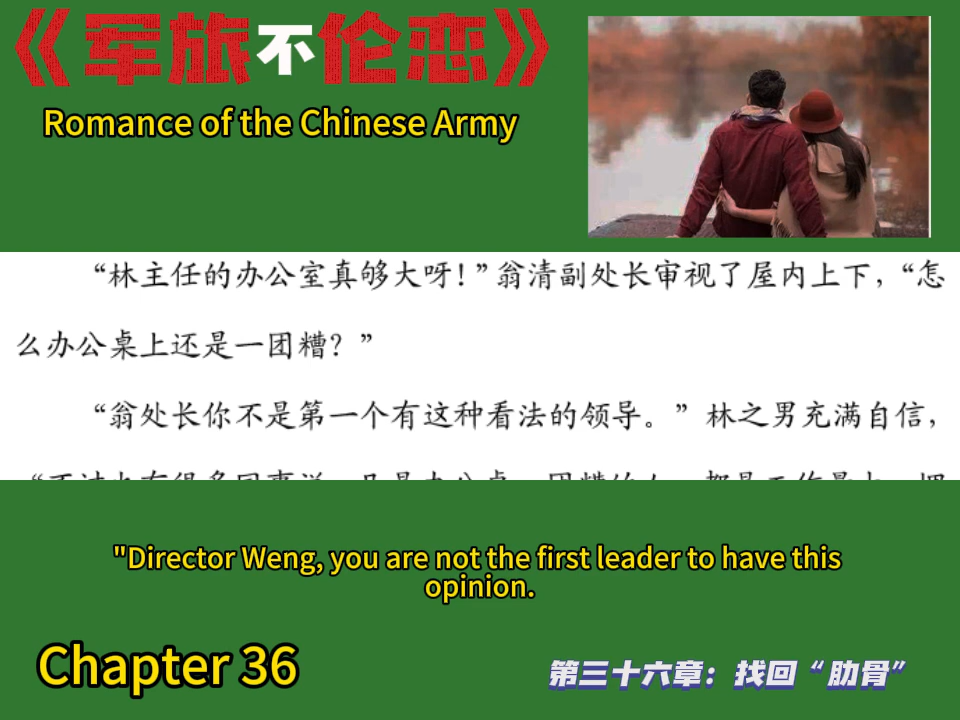 《军旅不伦恋》
Romance of the Chinese Army
“林主任的办公室真够大呀！”翁清副处长审视了屋内上下，“怎
么办公桌上还是一团糟？”
“翁处长你不是第一个有这种看法的领导。”林之男充满自信，
"Director Weng, you are not the first leader to have this
opinion.
Chapter 36
第三十六章：找回“肋骨”